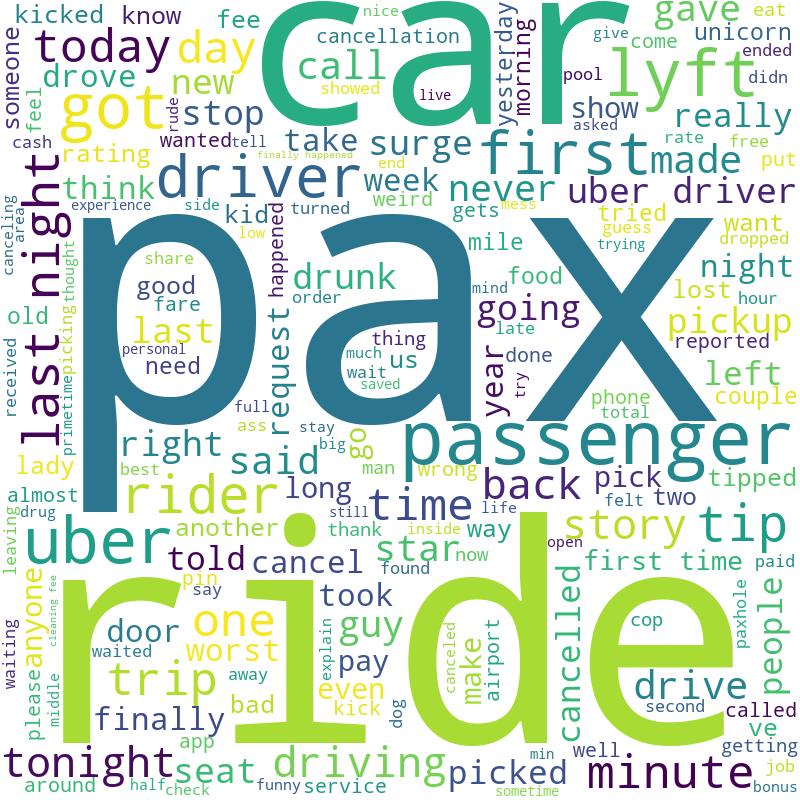 kicked
know
fee
nice
give
gave
eat
someone
today
day
cancellation
car
come
unicorn
drove
new
call
showed
live
yesterday
morning
pool
lyft
ended
didn
feel
got
rude
stop
show
asked
really
cash
rating
wanted
tell
take
surge
first
made
rate
free
put
finally happened
end
think
driver
week
never
uber driver
last night
experience
side
turned
weird
gets
mess
tried
guess
want
canceling
area
kid
low
happened
pax
mile
trying
dropped
share
night
thought
good
drunk
order
mind
food
lost
hour
old
fare
going
pickup
primetime
picking
last
request
thing
late
reported
received
personal
need
much
us
wait
year
done
left
saved
try
phone
couple
full
total
ass
stay
go
passenger
right
said
big
lady
best
man
wrong
back
pick
tipped
almost
rider
long
time
felt
two
drug
still
life
leaving
uber
another
thank
inside
way
story
tip
told
cancel
star
now
open
first time
paid
found
anyone
pin
say
took
cleaning fee
ride
one
guy
cancelled
people
paxhole
waiting
door
explain
make
airport
cop
waited
worst
pay
canceled
please
trip
away
even
drive
middle
bad
kick
second
finally
dog
called
app
ve
tonight
seat
driving
min
well
getting
around
picked
minute
job
half
check
funny
service
sometime
bonus